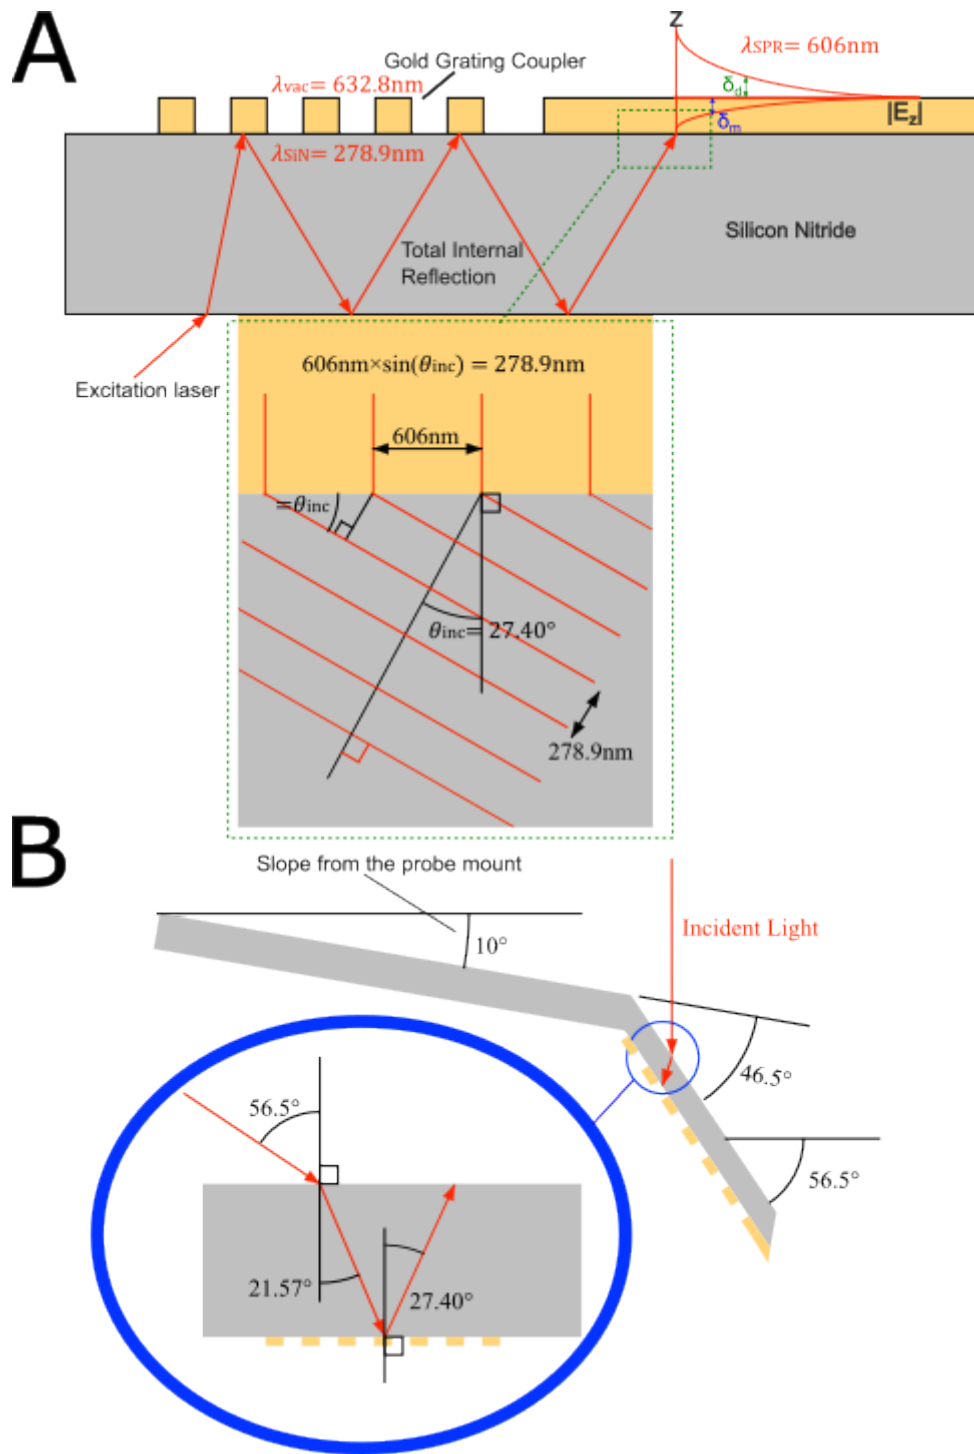 A
Z
λSPR= 606nm
Gold Grating Coupler
λvac= 632.8nm
δd
δm
|Ez|
λSiN= 278.9nm
Silicon Nitride
Total Internal
Reflection
606nm×sin(θinc) = 278.9nm
Excitation laser
606nm
=θinc
θinc= 27.40°
278.9nm
B
Slope from the probe mount
Incident Light
10°
46.5°
56.5°
56.5°
21.57°
27.40°